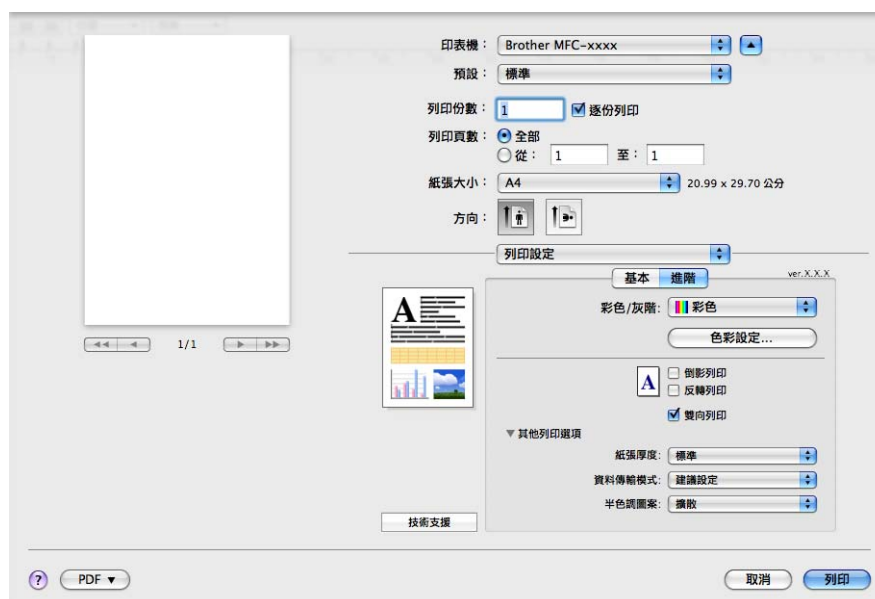 印表機： Brother MFC-xxxx
預設： 標準
列印份數： 1 逐份列印
列印頁數： 全部
從： 1 至： 1
紙張大小： A4 20.99 x 29.70 公分
方向：
列印設定
基本 進階 ver.X.X.X
彩色/灰階: 彩色
色彩設定...
A
1/1
A 倒影列印
反轉列印
雙向列印
▼其他列印選項
紙張厚度: 標準
資料傳輸模式: 建議設定
半色調圖案: 擴散
技術支援
? PDF ▼ 取消 列印